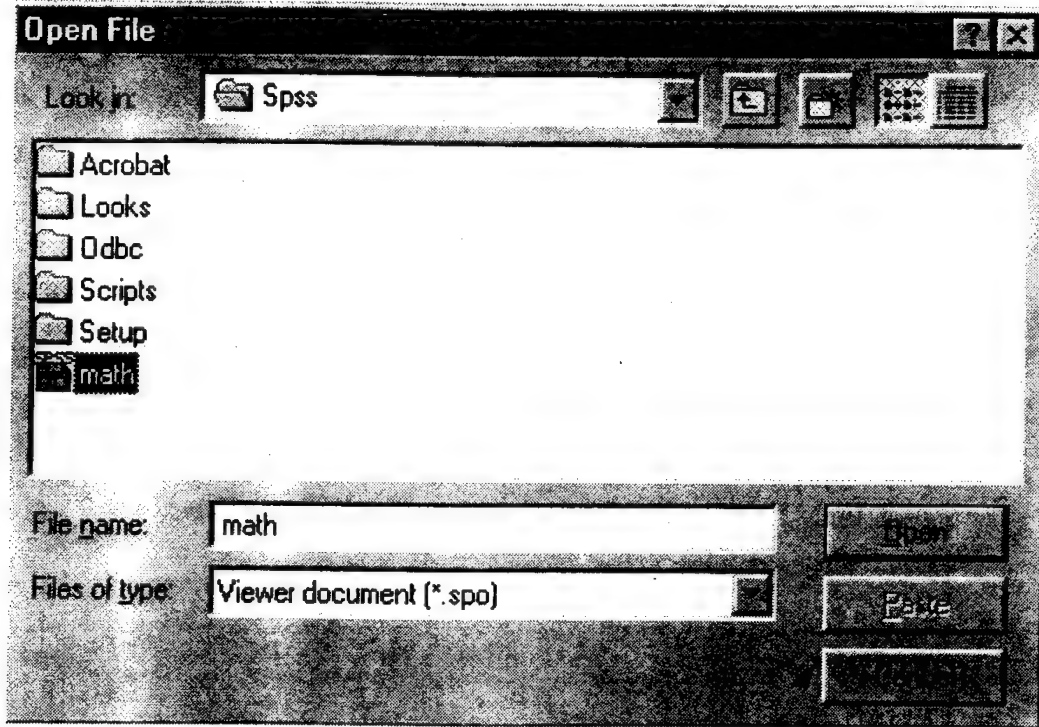 Open File
Look in:
Spss
Acrobat
Looks
Odbc
Scripts
Setup
math
File name:
math
Open
Files of type:
Viewer document (*.spo)
Paste